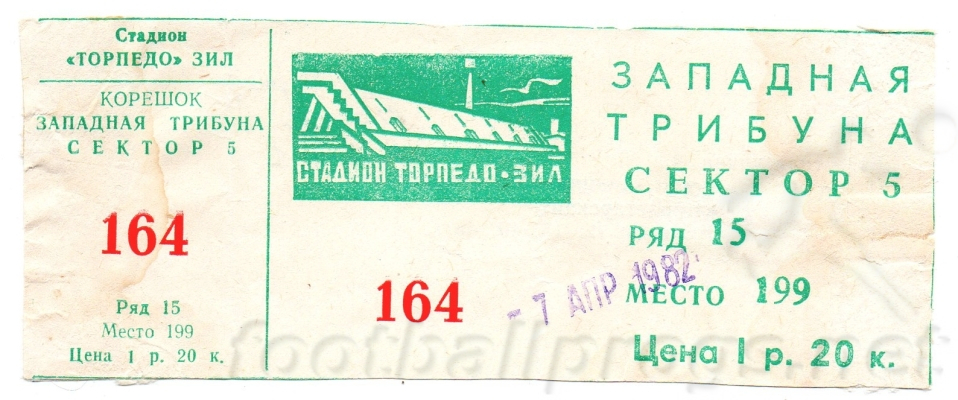 Стадион
«ТОРПЕДО» ЗИЛ
КОРЕШОК
ЗАПАДНАЯ ТРИБУНА
СЕКТОР 5
164
Ряд 15
Место 199
Цена 1 р. 20 к.
СТАДИОН ТОРПЕДО·ЗИЛ
164
- 7 АПР 1982
ЗАПАДНАЯ
ТРИБУНА
СЕКТОР 5
РЯД 15
МЕСТО 199
Цена 1 р. 20 к.